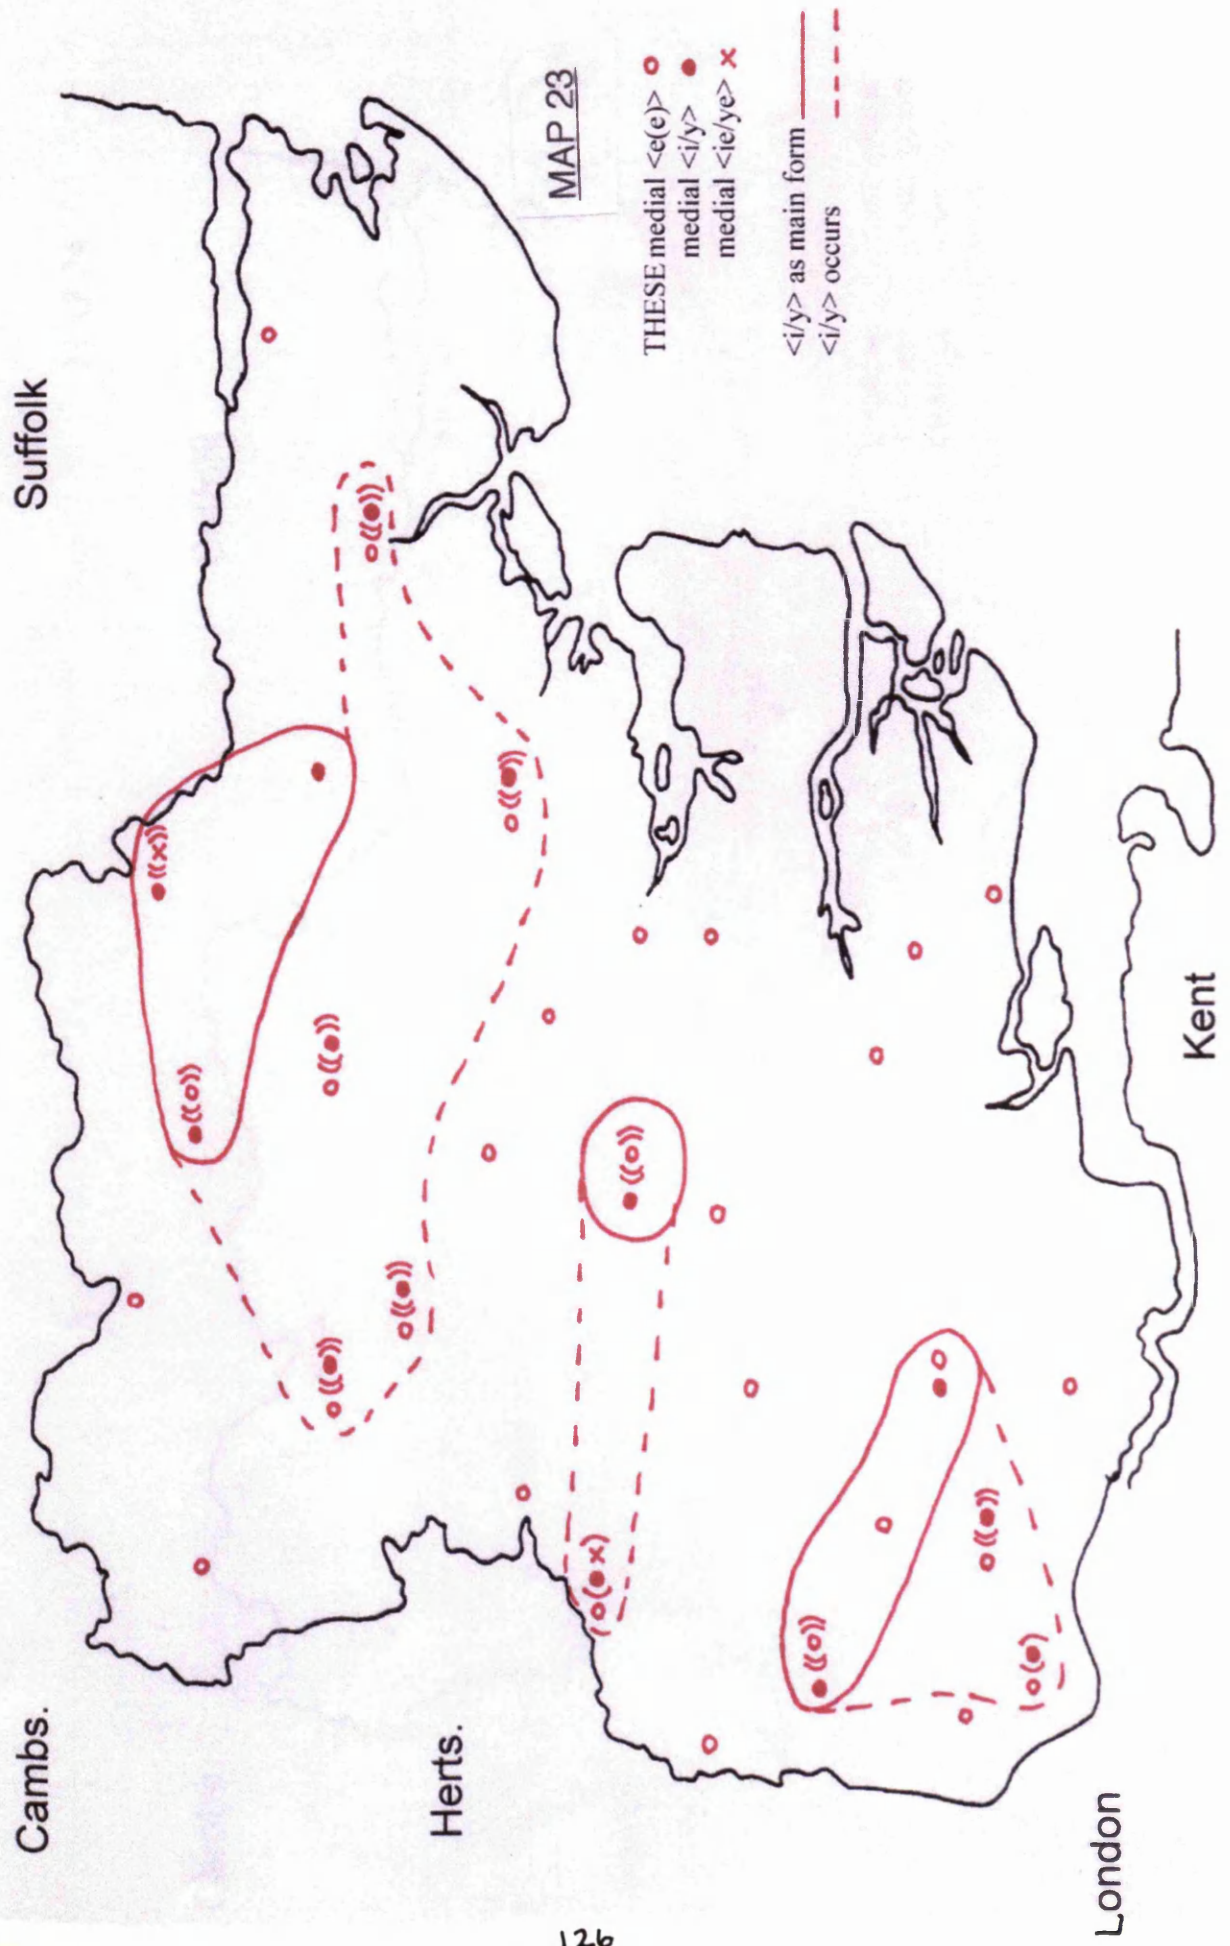 Cambs.
Suffolk
Herts.
London
Kent
MAP 23
THESE medial <e(e)> o
medial <i/y> ●
medial <ie/ye> x
<i/y> as main form
<i/y> occurs
126